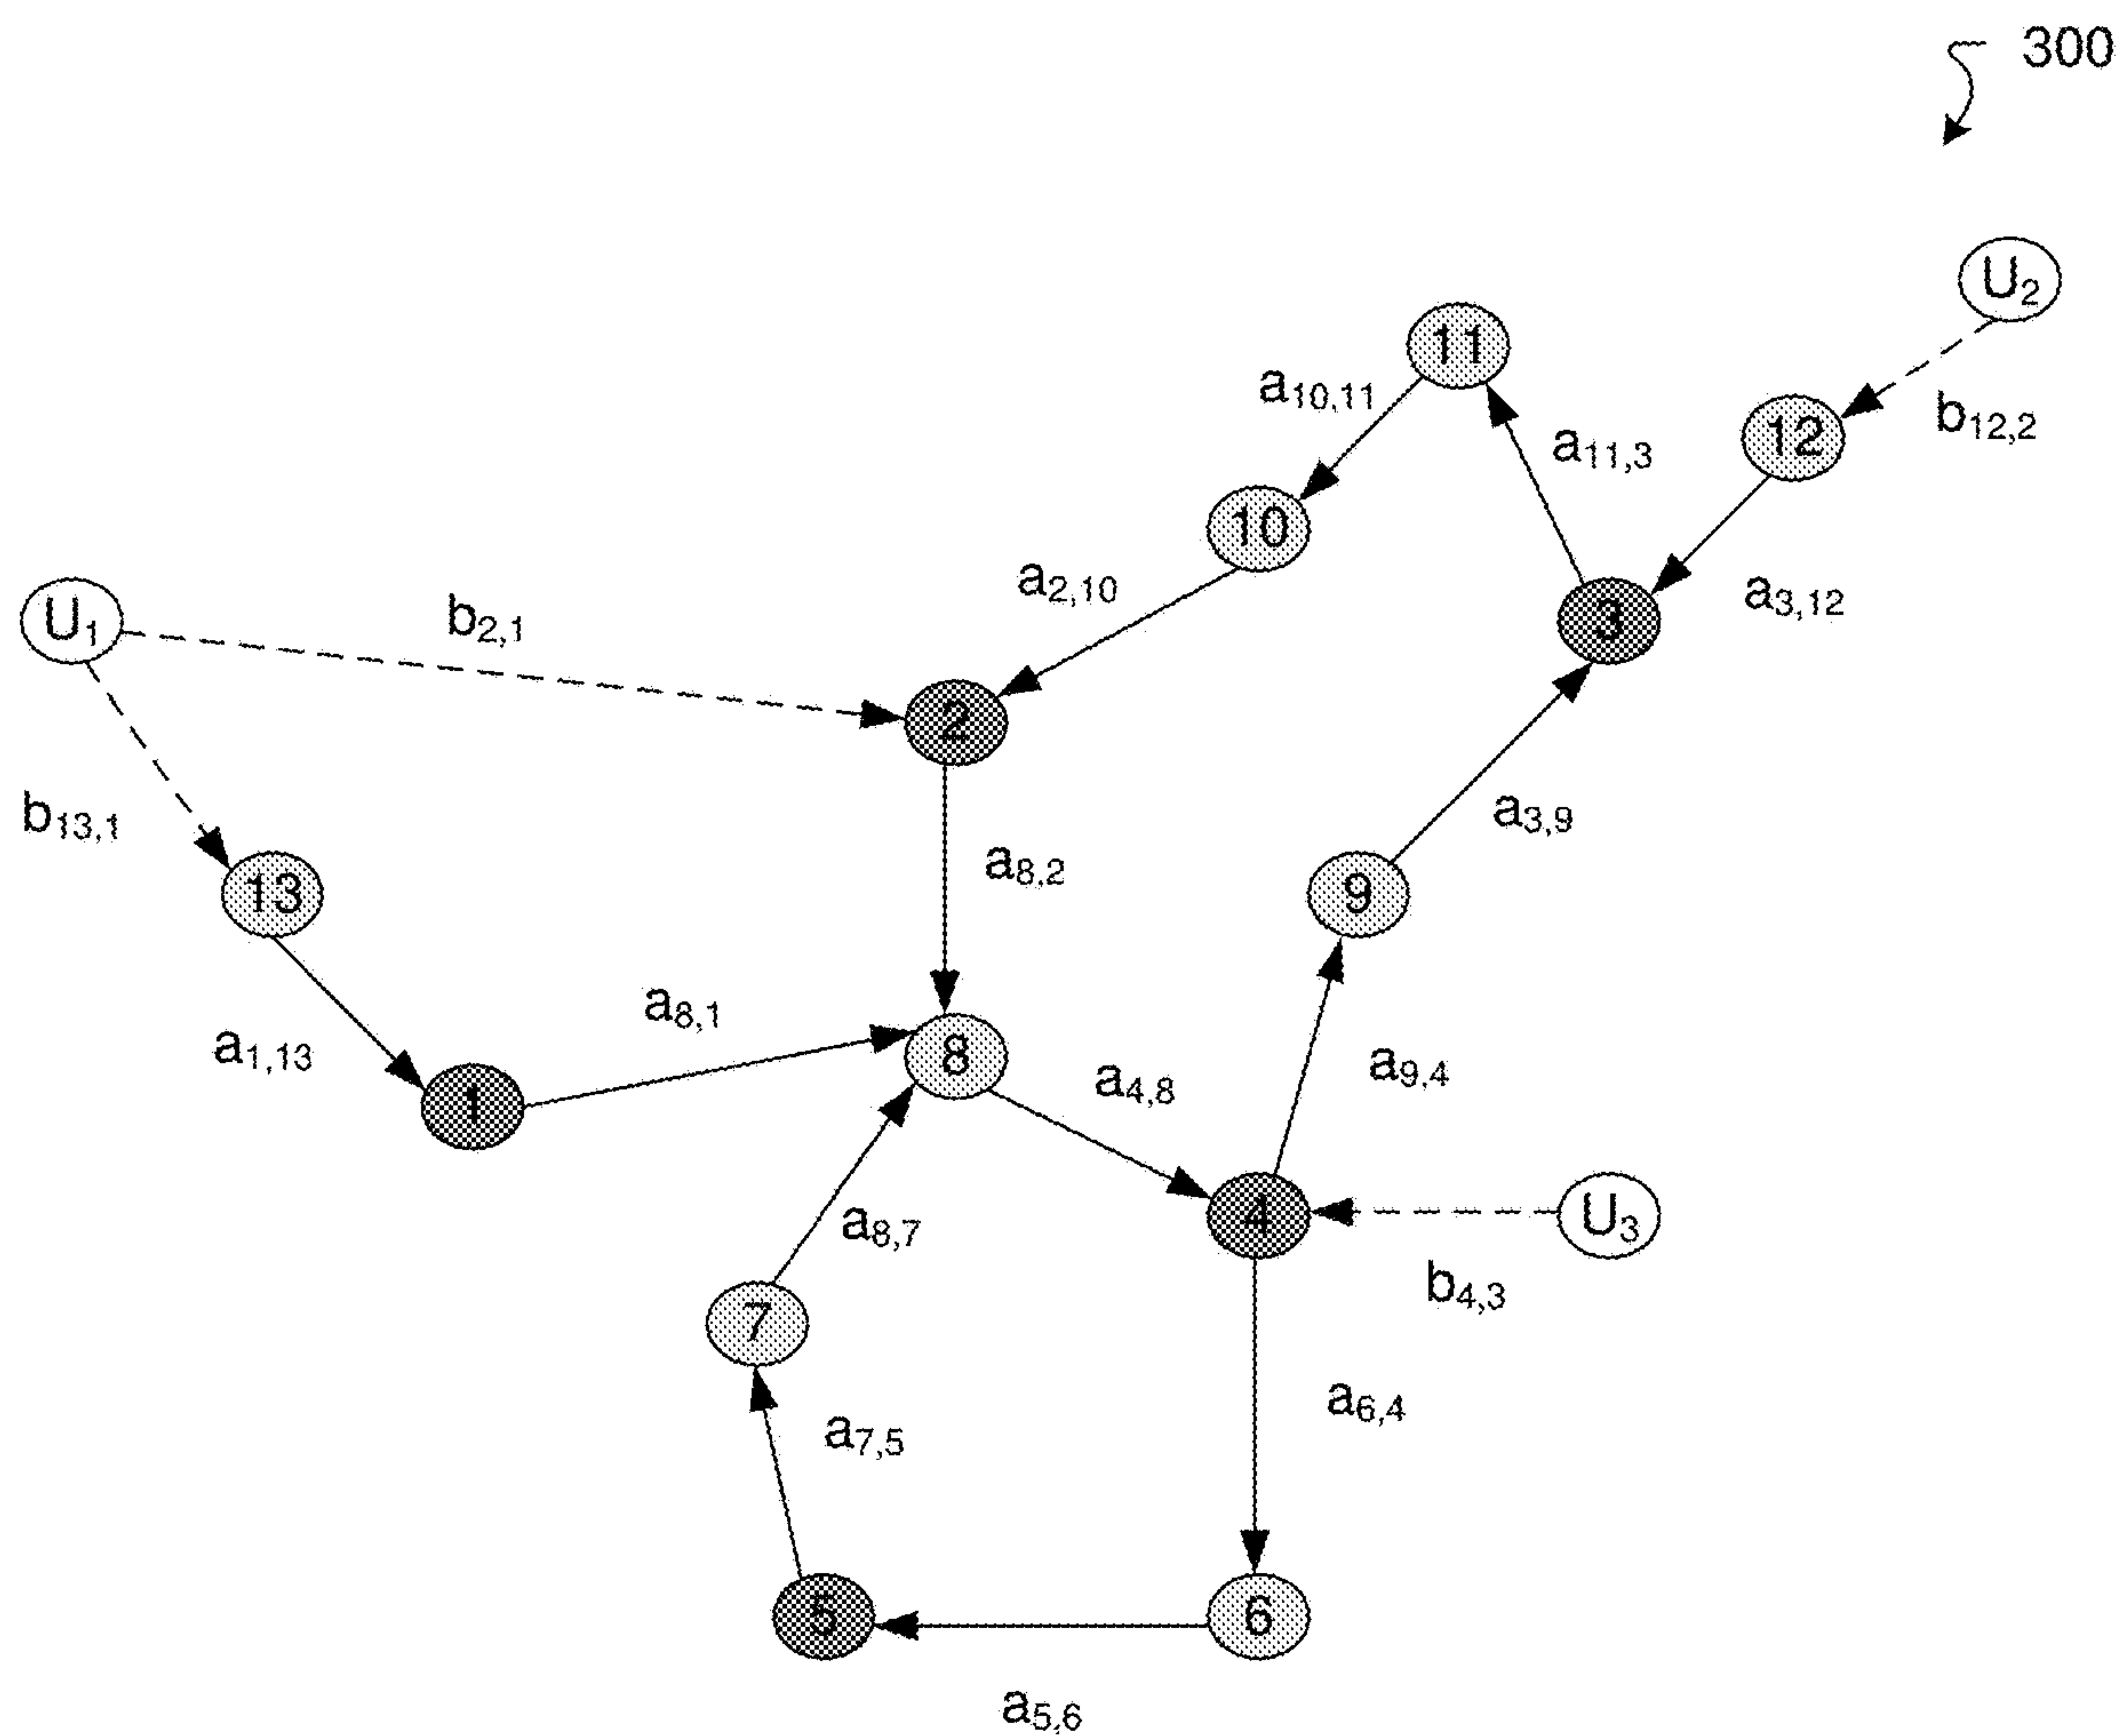 300
U₂
11
a₁₀,₁₁
12
b₁₂,₂
a₁₁,₃
10
a₂,₁₀
a₃,₁₂
3
U₁
b₂,₁
2
b₁₃,₁
a₃,₉
a₈,₂
13
9
a₈,₁
a₁,₁₃
8
a₉,₄
a₄,₈
1
4
U₃
a₈,₇
b₄,₃
7
a₆,₄
a₇,₅
5
6
a₅,₆